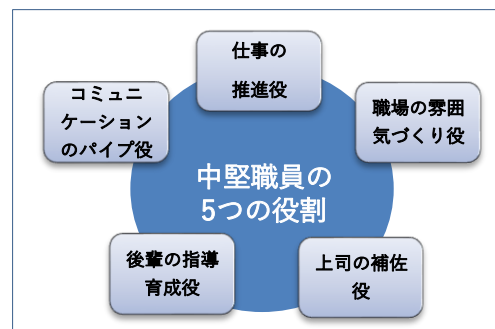 仕事の
推進役
コミュニ
ケーション
のパイプ役
職場の雰囲
気づくり役
中堅職員の
5つの役割
後輩の指導
育成役
上司の補佐
役